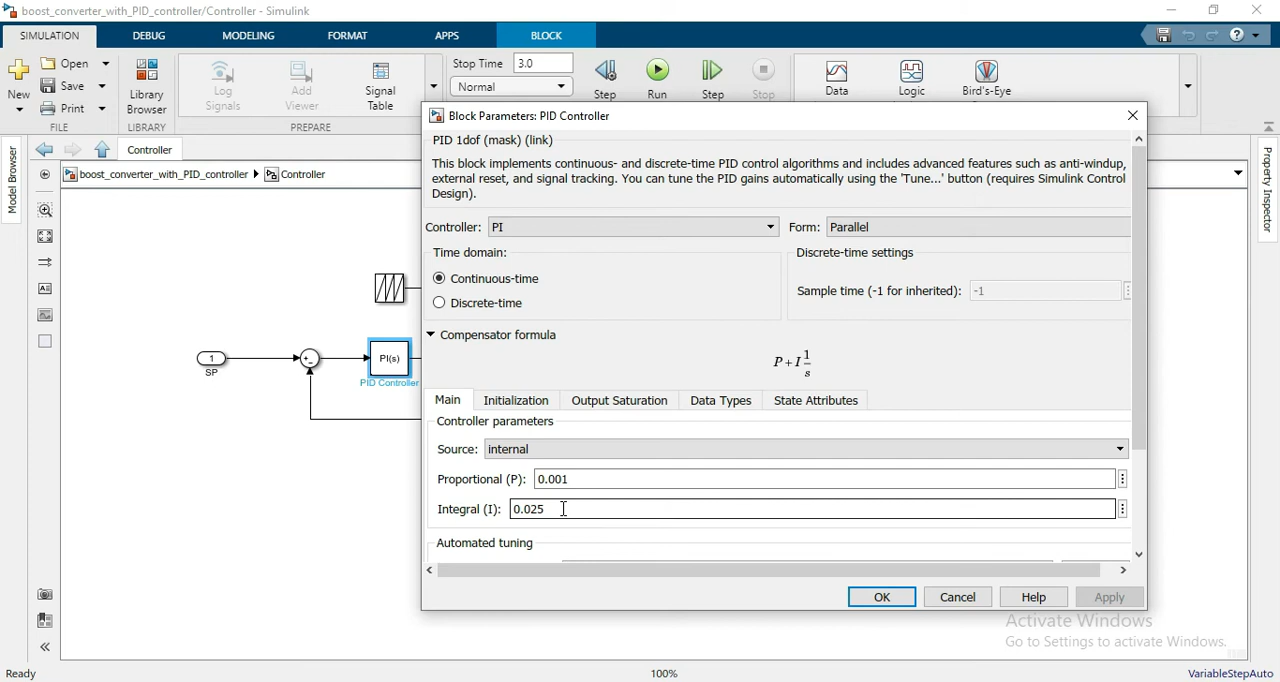 boost_converter_with_PID_controller/Controller - Simulink
SIMULATION DEBUG MODELING FORMAT APPS BLOCK
New
Open
Save
Print
FILE
Library
Browser
LIBRARY
Log
Signals
Add
Viewer
Signal
Table
PREPARE
Stop Time 3.0
Normal
Step
Run
Step
Stop
Data
Logic
Bird's-Eye
Model Browser
Controller
boost_converter_with_PID_controller Controller
Property Inspector
1
SP
+
-
PI(s)
PID Controller
Block Parameters: PID Controller
PID 1dof (mask) (link)
This block implements continuous- and discrete-time PID control algorithms and includes advanced features such as anti-windup,
external reset, and signal tracking. You can tune the PID gains automatically using the 'Tune...' button (requires Simulink Control
Design).
Controller: PI Form: Parallel
Time domain:
Continuous-time
Discrete-time
Discrete-time settings
Sample time (-1 for inherited): -1
Compensator formula
P+I 1/s
Main Initialization Output Saturation Data Types State Attributes
Controller parameters
Source: internal
Proportional (P): 0.001
Integral (I): 0.025
Automated tuning
OK Cancel Help Apply
Activate Windows
Go to Settings to activate Windows.
Ready 100% VariableStepAuto